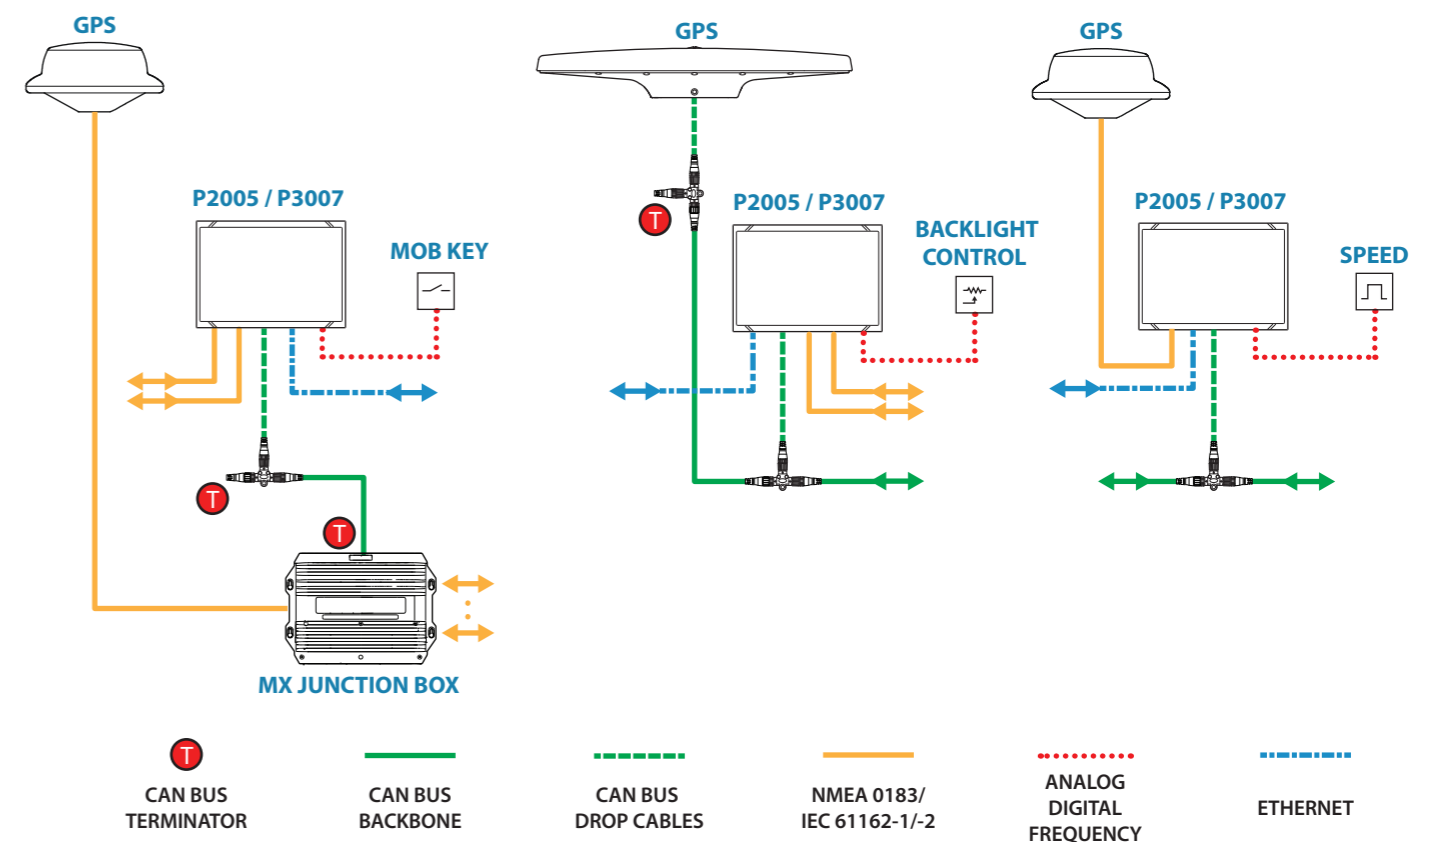 GPS
GPS
GPS
P2005 / P3007
P2005 / P3007
P2005 / P3007
MOB KEY
BACKLIGHT
CONTROL
SPEED
T
T
T
MX JUNCTION BOX
T
CAN BUS
TERMINATOR
CAN BUS
BACKBONE
CAN BUS
DROP CABLES
NMEA 0183/
IEC 61162-1/-2
ANALOG
DIGITAL
FREQUENCY
ETHERNET